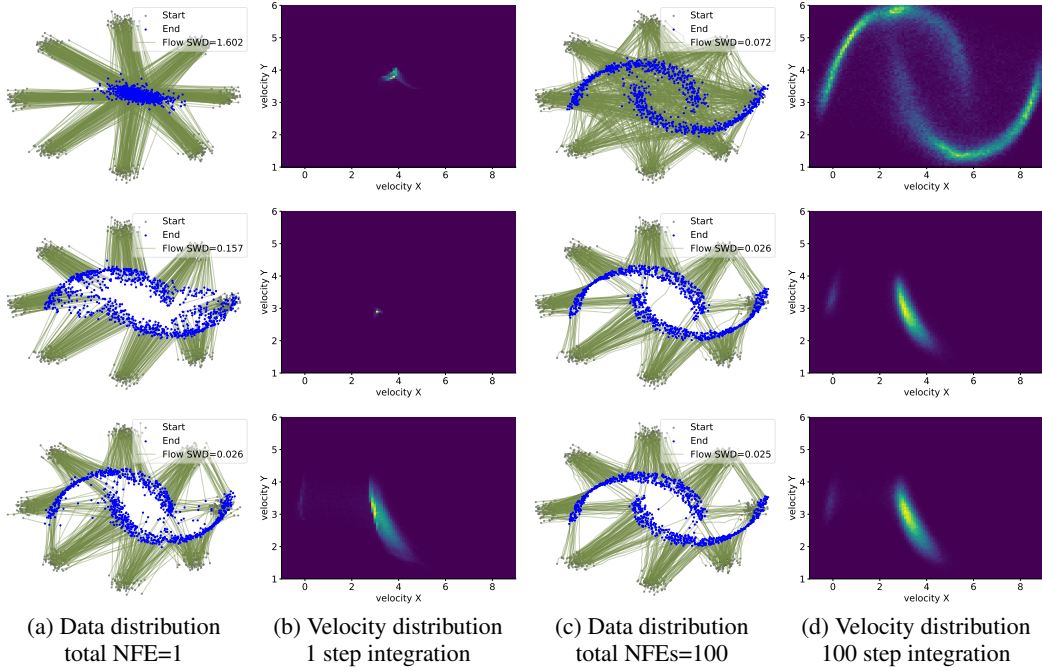 Start
End
Flow SWD=1.602
velocity Y
6
5
4
3
2
1
0 2 4 6 8
velocity X
Start
End
Flow SWD=0.072
velocity Y
6
5
4
3
2
1
0 2 4 6 8
velocity X
Start
End
Flow SWD=0.157
velocity Y
6
5
4
3
2
1
0 2 4 6 8
velocity X
Start
End
Flow SWD=0.026
velocity Y
6
5
4
3
2
1
0 2 4 6 8
velocity X
Start
End
Flow SWD=0.026
velocity Y
6
5
4
3
2
1
0 2 4 6 8
velocity X
Start
End
Flow SWD=0.025
velocity Y
6
5
4
3
2
1
0 2 4 6 8
velocity X
(a) Data distribution
total NFE=1
(b) Velocity distribution
1 step integration
(c) Data distribution
total NFEs=100
(d) Velocity distribution
100 step integration